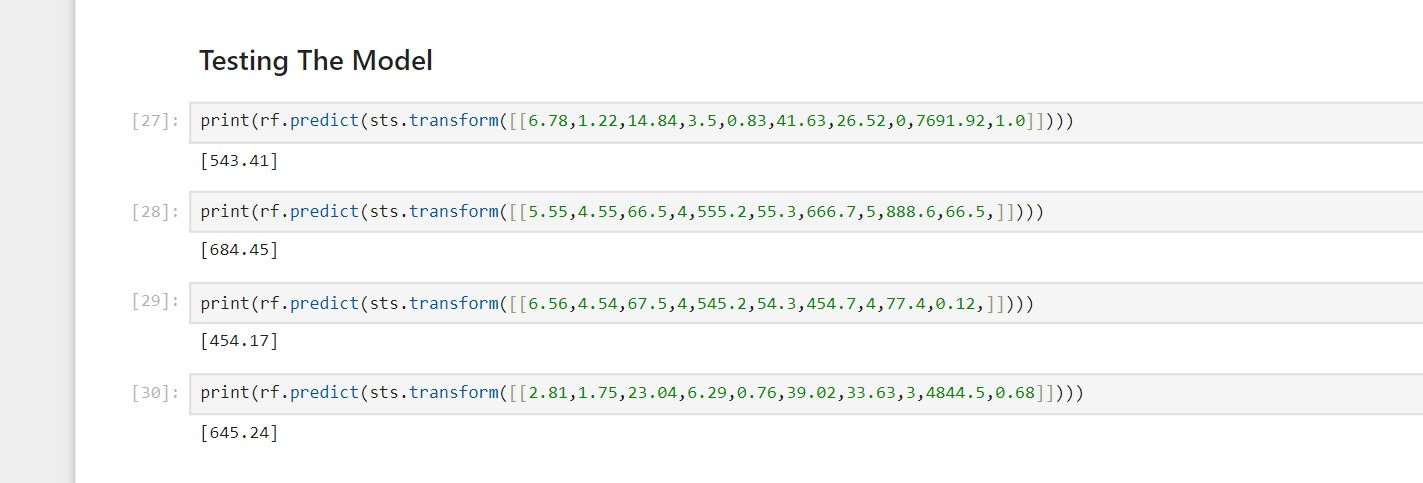 Testing The Model
[27]: print(rf.predict(sts.transform([[6.78,1.22,14.84,3.5,0.83,41.63,26.52,0,7691.92,1.0]])))
[543.41]
[28]: print(rf.predict(sts.transform([[5.55,4.55,66.5,4,555.2,55.3,666.7,5,888.6,66.5,]])))
[684.45]
[29]: print(rf.predict(sts.transform([[6.56,4.54,67.5,4,545.2,54.3,454.7,4,77.4,0.12,]])))
[454.17]
[30]: print(rf.predict(sts.transform([[2.81,1.75,23.04,6.29,0.76,39.02,33.63,3,4844.5,0.68]])))
[645.24]